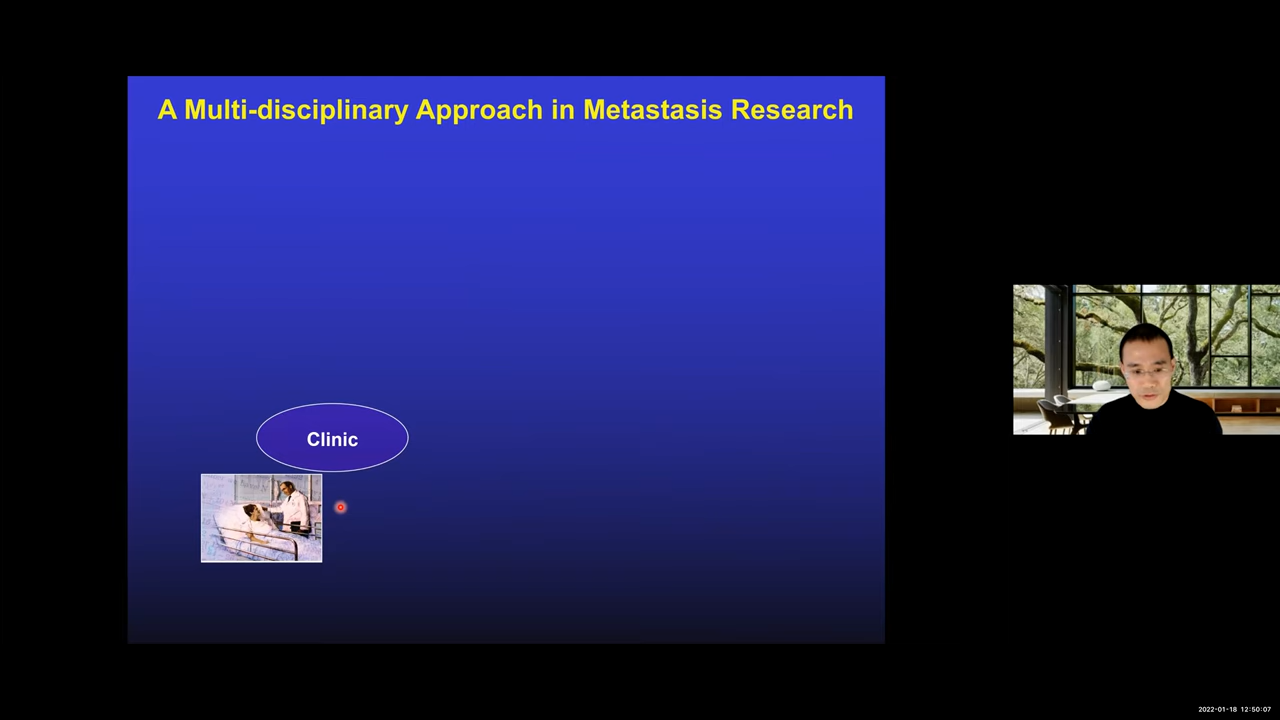 A Multi-disciplinary Approach in Metastasis Research
Clinic
2022-01-18 12:50:07